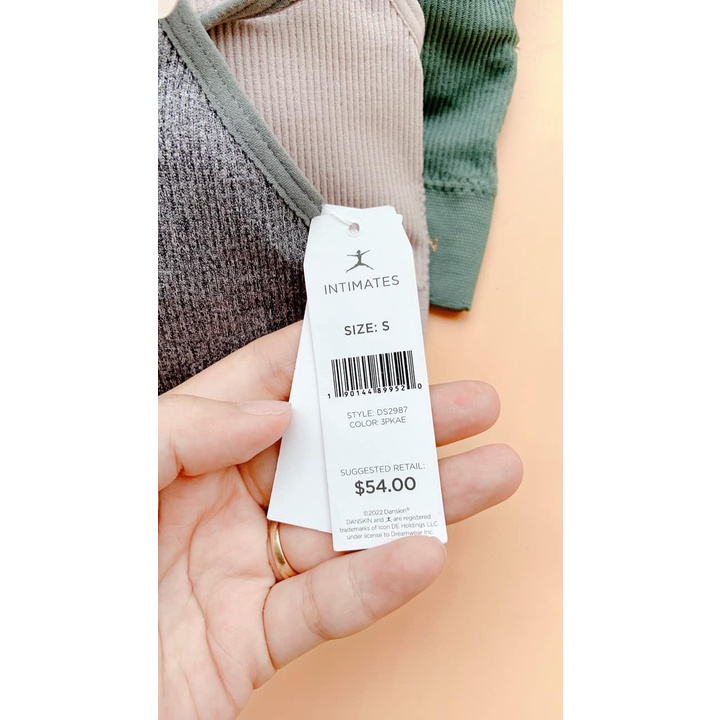 INTIMATES
SIZE: S
1 90144 89952 0
STYLE: DS2987
COLOR: 3PKAE
SUGGESTED RETAIL:
$54.00
©2022 Danskin®
DANSKIN and are registered
trademarks of Icon DE Holdings LLC
under license to Dreamwear Inc.